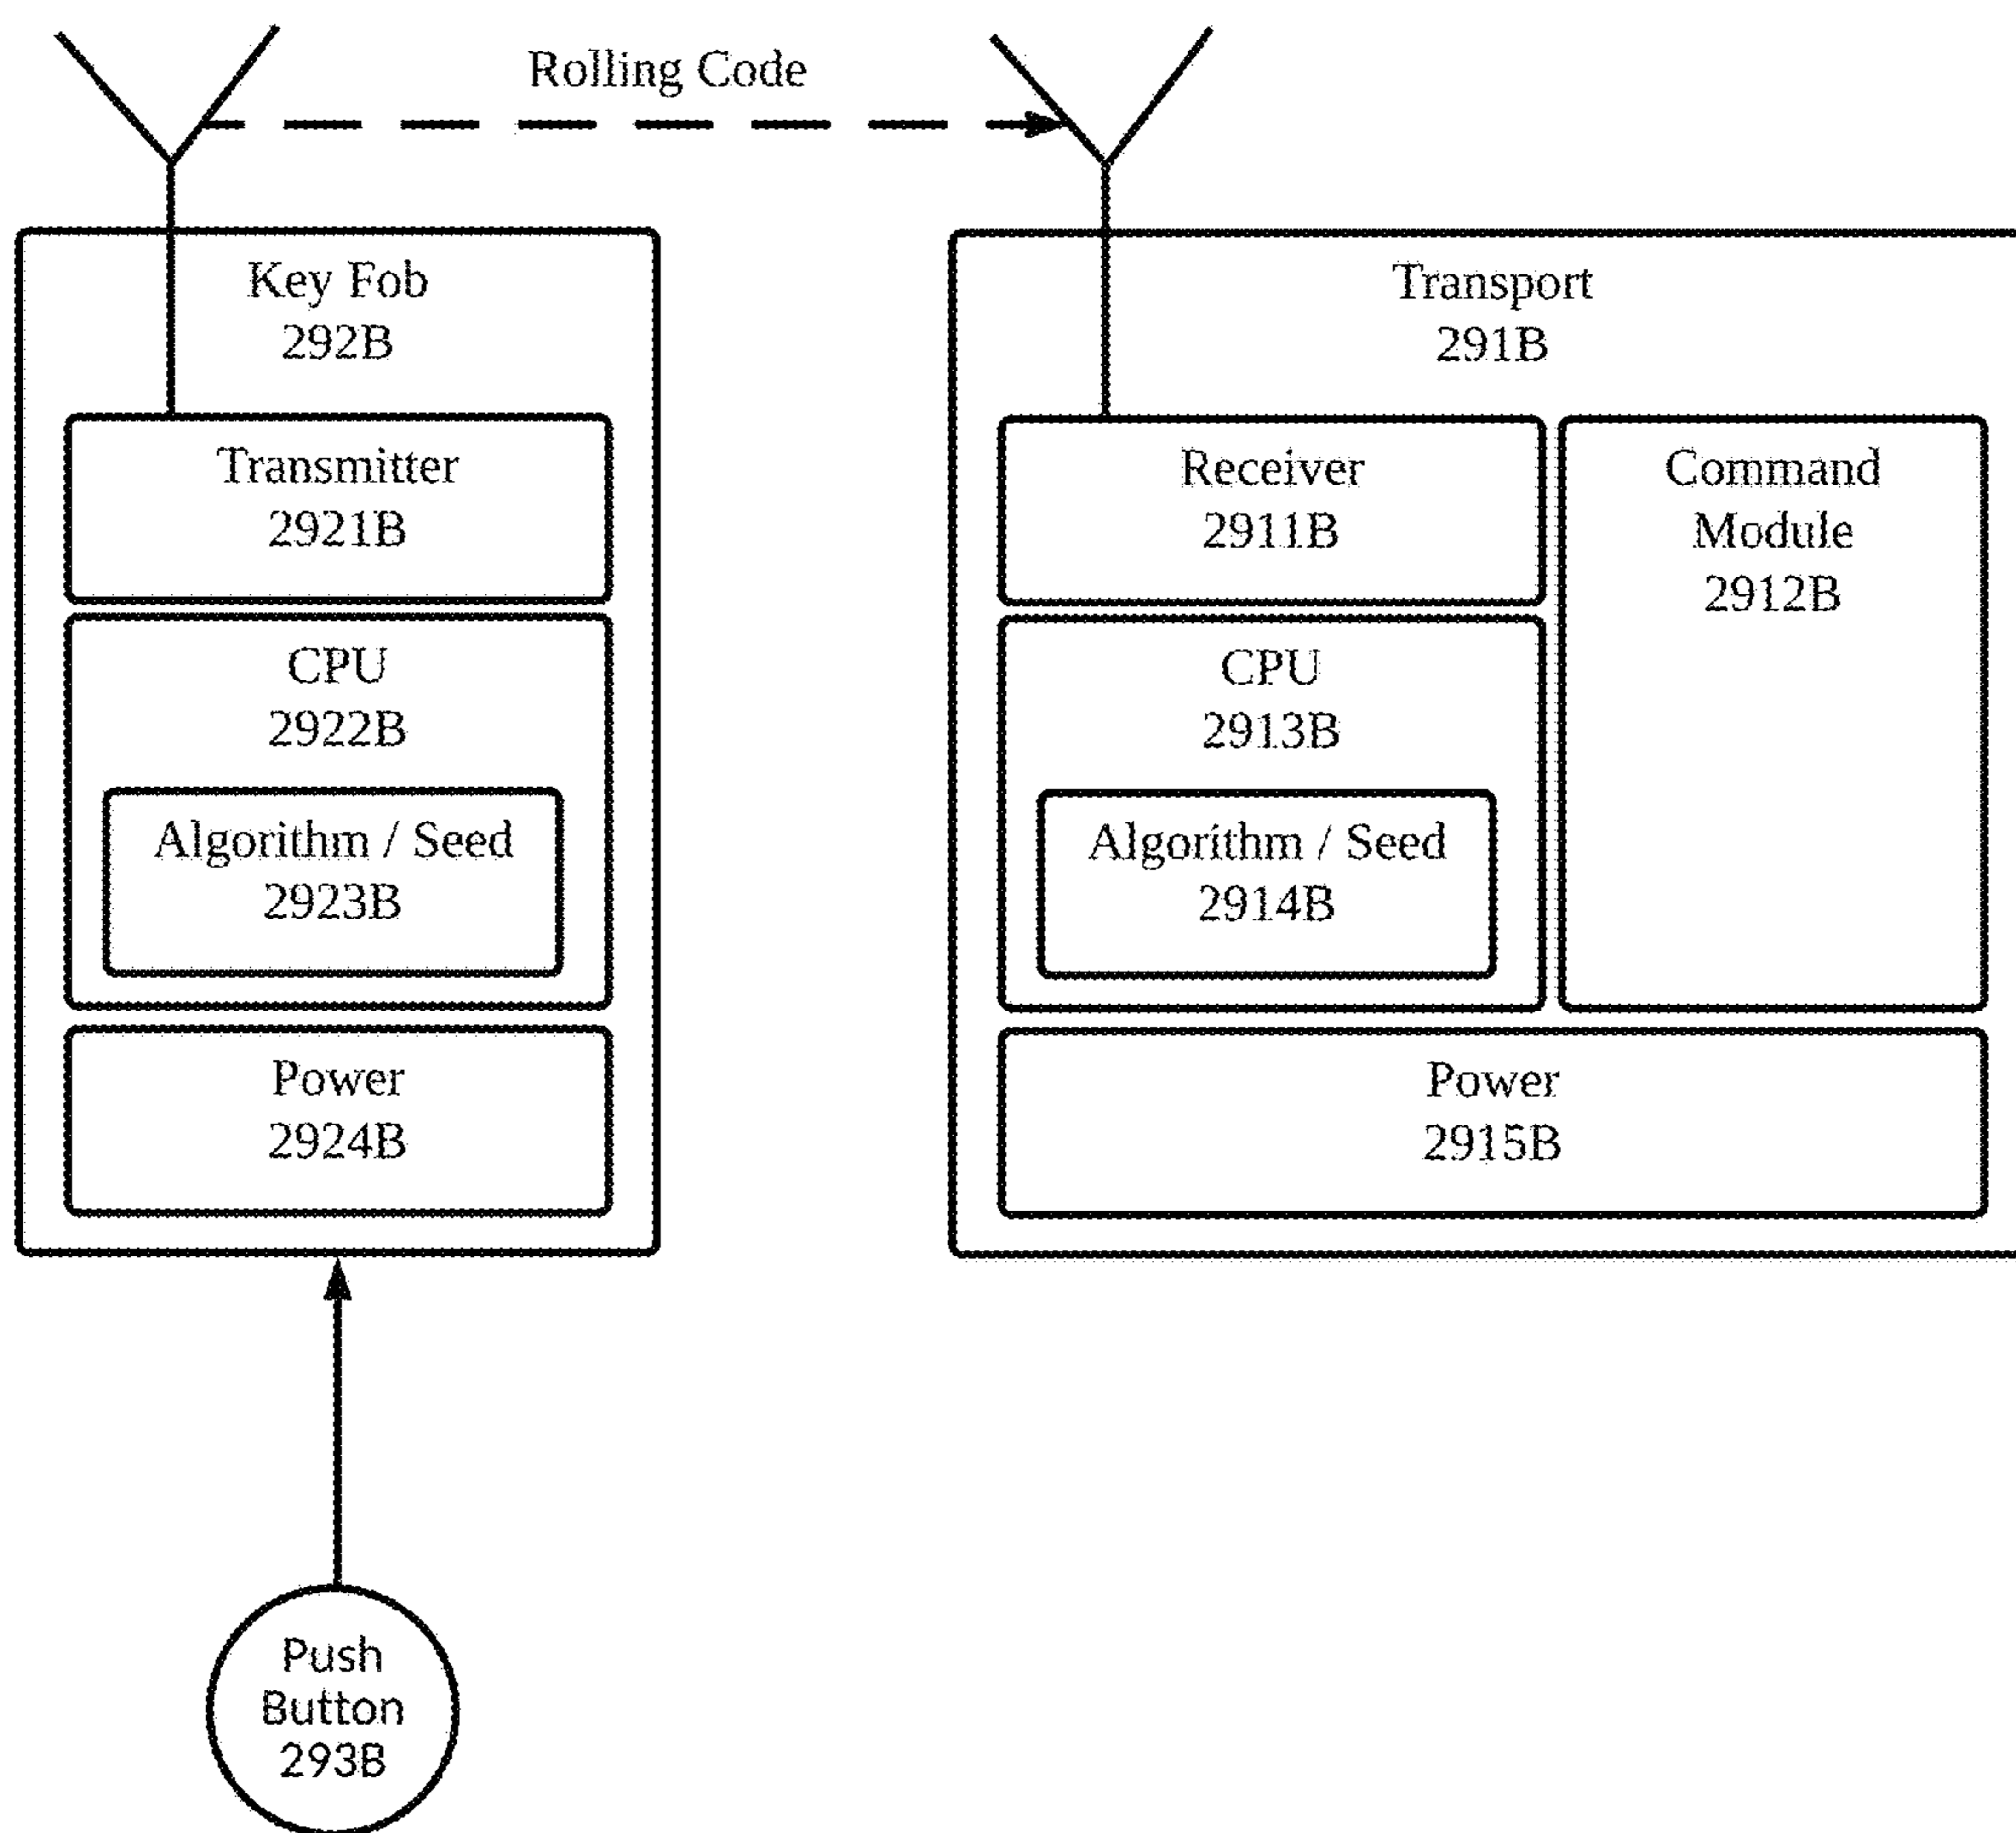 Rolling Code
Key Fob
292B
Transmitter
2921B
CPU
2922B
Algorithm / Seed
2923B
Power
2924B
Transport
291B
Receiver
2911B
Command
Module
2912B
CPU
2913B
Algorithm / Seed
2914B
Power
2915B
Push
Button
293B